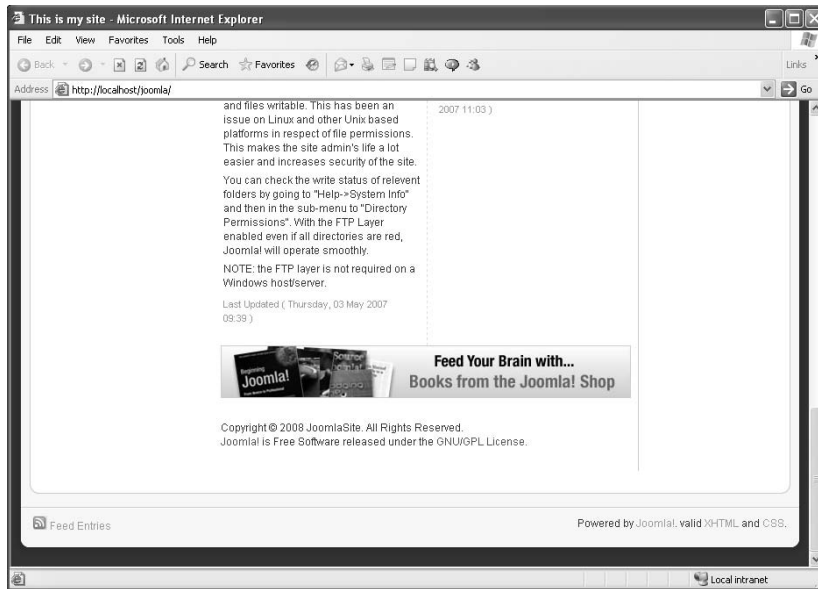 This is my site - Microsoft Internet Explorer
File Edit View Favorites Tools Help
Back Search Favorites Links »
Address http://localhost/joomla/ Go
and files writable. This has been an
issue on Linux and other Unix based
platforms in respect of file permissions.
This makes the site admin's life a lot
easier and increases security of the site.
You can check the write status of relevent
folders by going to "Help->System Info"
and then in the sub-menu to "Directory
Permissions". With the FTP Layer
enabled even if all directories are red,
Joomla! will operate smoothly.
NOTE: the FTP layer is not required on a
Windows host/server.
Last Updated ( Thursday, 03 May 2007
09:39 )
2007 11:03 )
Beginning
Joomla!
Source
Feed Your Brain with...
Books from the Joomla! Shop
Copyright © 2008 JoomlaSite. All Rights Reserved.
Joomla! is Free Software released under the GNU/GPL License.
Feed Entries
Powered by Joomla!. valid XHTML and CSS.
Local intranet